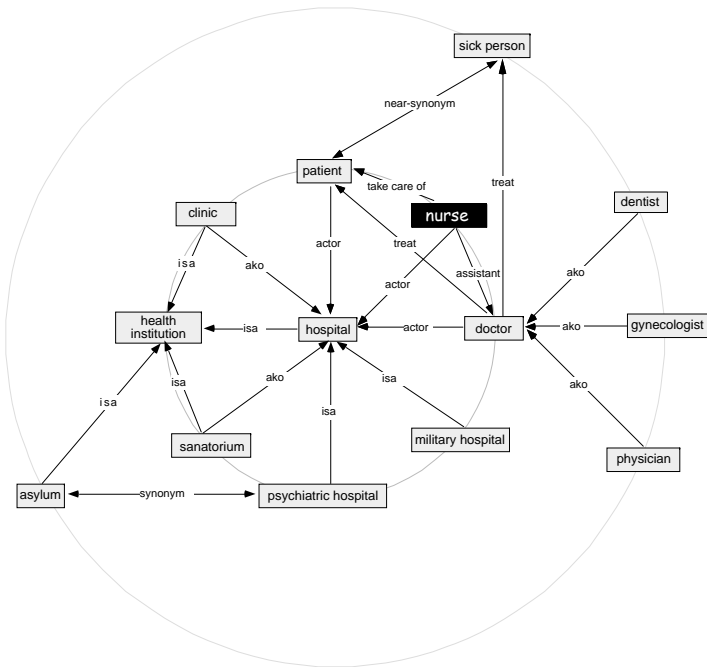 sick person
near-synonym
patient
take care of
treat
clinic
nurse
dentist
actor
treat
isa
ako
actor
assistant
ako
health
institution
isa
hospital
actor
doctor
ako
gynecologist
isa
ako
isa
ako
isa
isa
sanatorium
military hospital
physician
asylum
synonym
psychiatric hospital